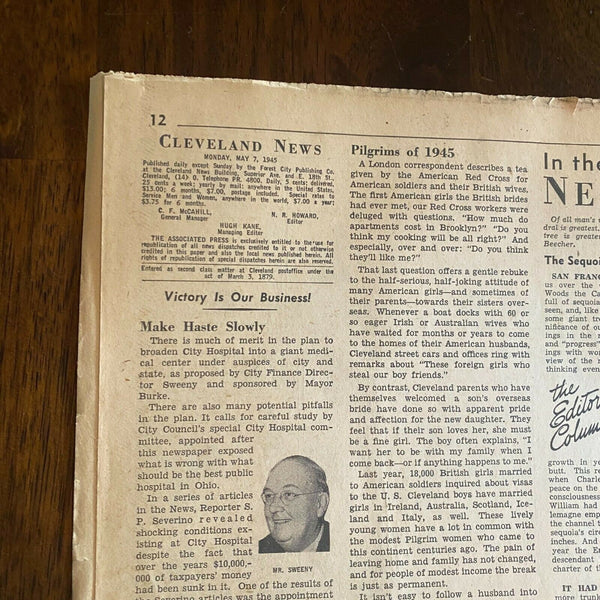 12
CLEVELAND NEWS
MONDAY, MAY 7, 1945
Published daily except Sunday by the Forest City Publishing Co.
at the Cleveland News Building, Superior Ave. and E. 18th St.,
Cleveland, (14) O. Telephone PR. 4800. Daily, 5 cents; delivered,
25 cents a week; yearly by mail: anywhere in the United States,
$13.00; 6 months, $7.00, postage included. Special rates to
Service Men and Women, anywhere in the world, $7.00 a year;
$3.75 for 6 months.
C. F. McCAHILL,
General Manager
N. R. HOWARD,
Editor
HUGH KANE,
Managing Editor
THE ASSOCIATED PRESS is exclusively entitled to the use for
republication of all news dispatches credited to it or not otherwise
credited in this paper and also the local news published herein. All
rights of republication of special dispatches herein are also reserved.
Entered as second class matter at Cleveland postoffice under the
act of March 3, 1879.
Victory Is Our Business!
Make Haste Slowly
There is much of merit in the plan to
broaden City Hospital into a giant medi-
cal center under auspices of city and
state, as proposed by City Finance Direc-
tor Sweeny and sponsored by Mayor
Burke.
There are also many potential pitfalls
in the plan. It calls for careful study by
City Council's special City Hospital com-
mittee, appointed after
this newspaper exposed
what is wrong with what
should be the best public
hospital in Ohio.
In a series of articles
in the News, Reporter S.
P. Severino revealed
shocking conditions ex-
isting at City Hospital
despite the fact that
over the years $10,000,-
000 of taxpayers' money
had been sunk in it. One of the results of
the Severino articles was the appointment
MR. SWEENY
Pilgrims of 1945
A London correspondent describes a tea
given by the American Red Cross for
American soldiers and their British wives.
The first American girls the British brides
had ever met, our Red Cross workers were
deluged with questions. "How much do
apartments cost in Brooklyn?" "Do you
think my cooking will be all right?" And
especially, over and over: "Do you think
they'll like me?"
That last question offers a gentle rebuke
to the half-serious, half-joking attitude of
many American girls—and sometimes of
their parents—towards their sisters over-
seas. Whenever a boat docks with 60 or
so eager Irish or Australian wives who
have waited for months or years to come
to the homes of their American husbands,
Cleveland street cars and offices ring with
remarks about "These foreign girls who
steal our boy friends."
By contrast, Cleveland parents who have
themselves welcomed a son's overseas
bride have done so with apparent pride
and affection for the new daughter. They
feel that if their son loves her, she must
be a fine girl. The boy often explains, "I
want her to be with my family when I
come back—or if anything happens to me."
Last year, 18,000 British girls married
to American soldiers inquired about visas
to the U. S. Cleveland boys have married
girls in Ireland, Australia, Scotland, Ice-
land and Italy, as well. These lively
young women have a lot in common with
the modest Pilgrim women who came to
this continent centuries ago. The pain of
leaving home and family has not changed,
and for people of modest income the break
is just as permanent.
It isn't easy to follow a husband into
In the
NE
Of all man's
dral is greatest.
tree is greater
Beecher.
The Sequoi
SAN FRANC
us over the
Woods the Ca
full of sequoia
seen, and, like
some giant tre
nificance of ou
ings in the r
and "progress"
ings with wor
view of the r
thinking even
the
Editor
Colum
growth in ye
butt. This re
when Charle
peace on the
consciousness
William had
lemagne emp
the channel t
sequoia's circ
inches. And
year the En
descendant
charter of th
IT HAD
more trunk